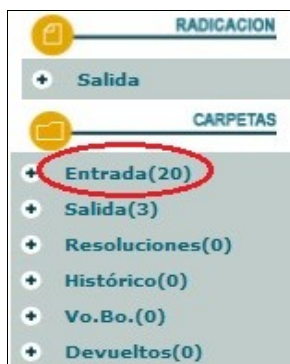 RADICACION
Salida
CARPETAS
Entrada(20)
Salida(3)
Resoluciones(0)
Histórico(0)
Vo.Bo.(0)
Devueltos(0)